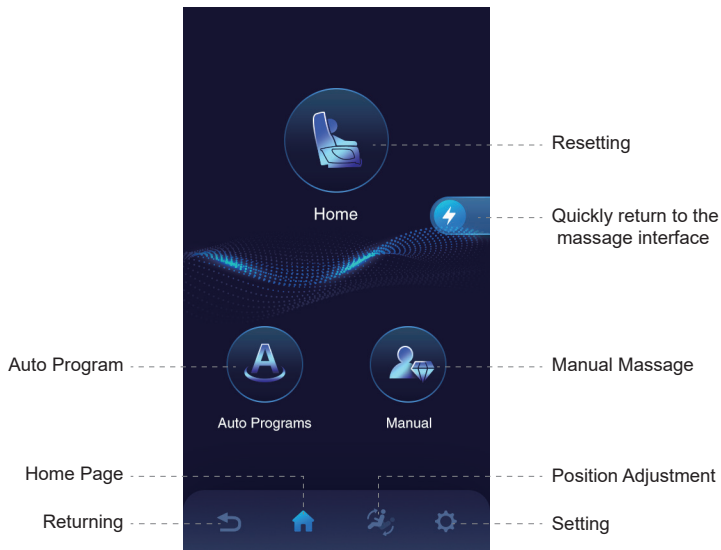 Resetting
Home
Quickly return to the
massage interface
Auto Program
A
Manual Massage
Auto Programs
Manual
Home Page
Position Adjustment
Returning
Setting